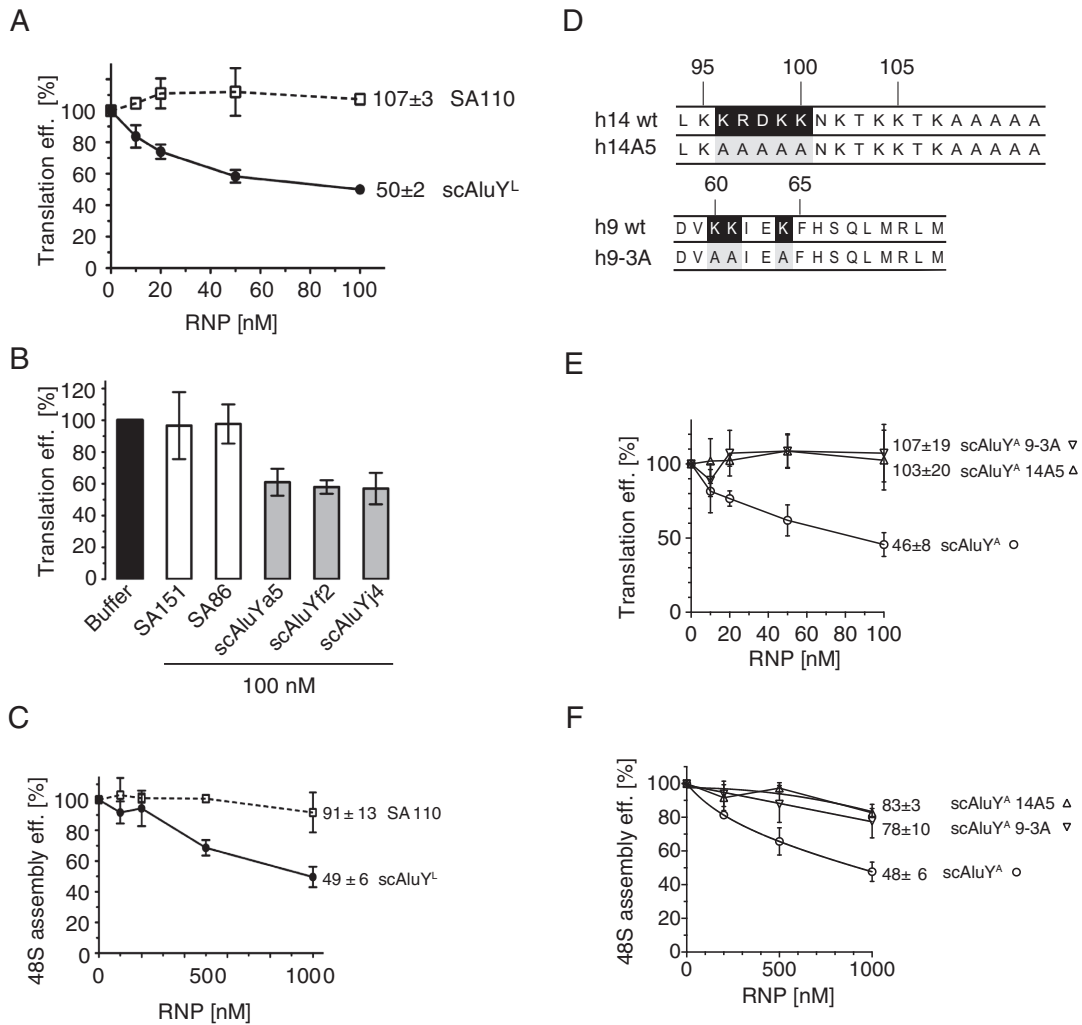 A
Translation eff. [%]
120
100
80
60
40
20
0
0 20 40 60 80 100
RNP [nM]
107±3 SA110
50±2 scAluYᴸ
B
Translation eff. [%]
120
100
80
60
40
20
0
Buffer
SA151
SA86
scAluYa5
scAluYf2
scAluYj4
100 nM
C
48S assembly eff. [%]
100
80
60
40
20
0
0 500 1000
RNP [nM]
91±13 SA110
49±6 scAluYᴸ
D
95 100 105
h14 wt L K K R D K K N K T K K T K A A A A A
h14A5 L K A A A A A N K T K K T K A A A A A
60 65
h9 wt D V K K I E K F H S Q L M R L M
h9-3A D V A A I E A F H S Q L M R L M
E
Translation eff. [%]
100
50
0
0 20 40 60 80 100
RNP [nM]
107±19 scAluYᴬ 9-3A ▽
103±20 scAluYᴬ 14A5 △
46±8 scAluYᴬ ○
F
48S assembly eff. [%]
100
80
60
40
20
0
0 500 1000
RNP [nM]
83±3 scAluYᴬ 14A5 △
78±10 scAluYᴬ 9-3A ▽
48± 6 scAluYᴬ ○